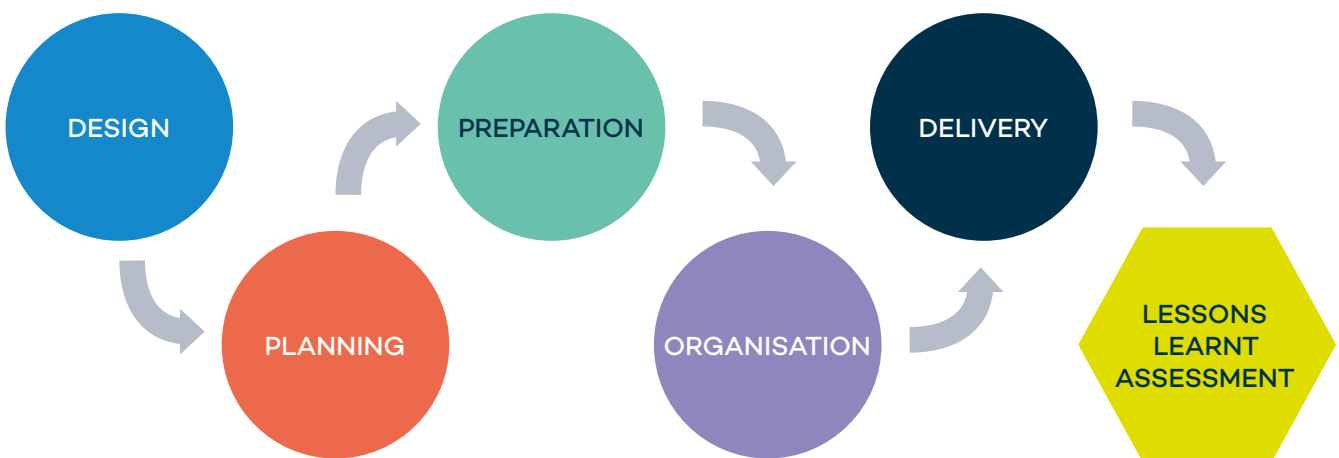 DESIGN
PLANNING
PREPARATION
ORGANISATION
DELIVERY
LESSONS
LEARNT
ASSESSMENT